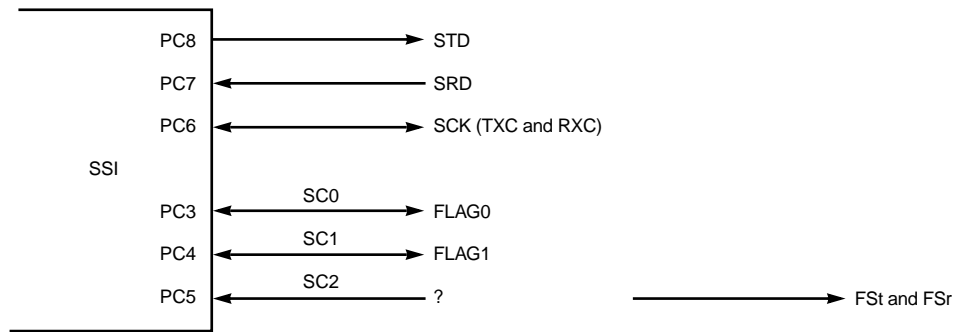 PC8 STD
PC7 SRD
PC6 SCK (TXC and RXC)
SSI
SC0
PC3 FLAG0
SC1
PC4 FLAG1
SC2
PC5 ? FSt and FSr